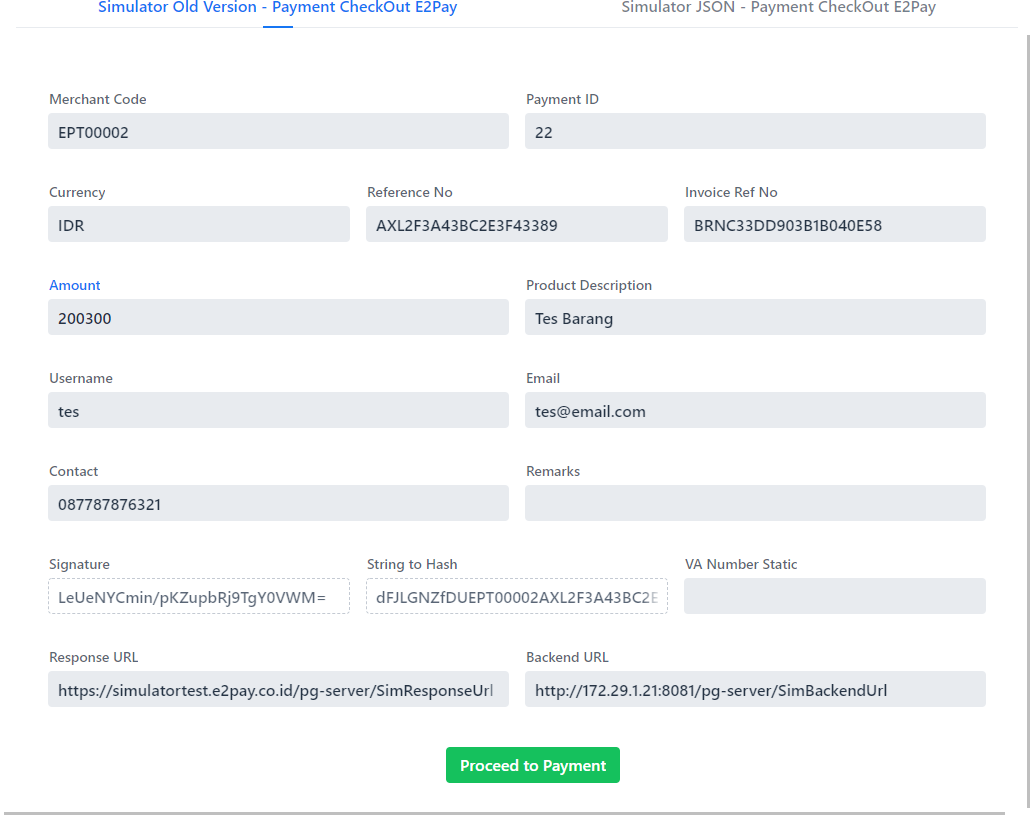 Simulator Old Version - Payment CheckOut E2Pay Simulator JSON - Payment CheckOut E2Pay
Merchant Code Payment ID
EPT00002 22
Currency Reference No Invoice Ref No
IDR AXL2F3A43BC2E3F43389 BRNC33DD903B1B040E58
Amount Product Description
200300 Tes Barang
Username Email
tes tes@email.com
Contact Remarks
087787876321
Signature String to Hash VA Number Static
LeUeNYCmin/pKZupbRj9TgY0VWM= dFJLGNZfDUEPT00002AXL2F3A43BC2E
Response URL Backend URL
https://simulatortest.e2pay.co.id/pg-server/SimResponseUrl http://172.29.1.21:8081/pg-server/SimBackendUrl
Proceed to Payment